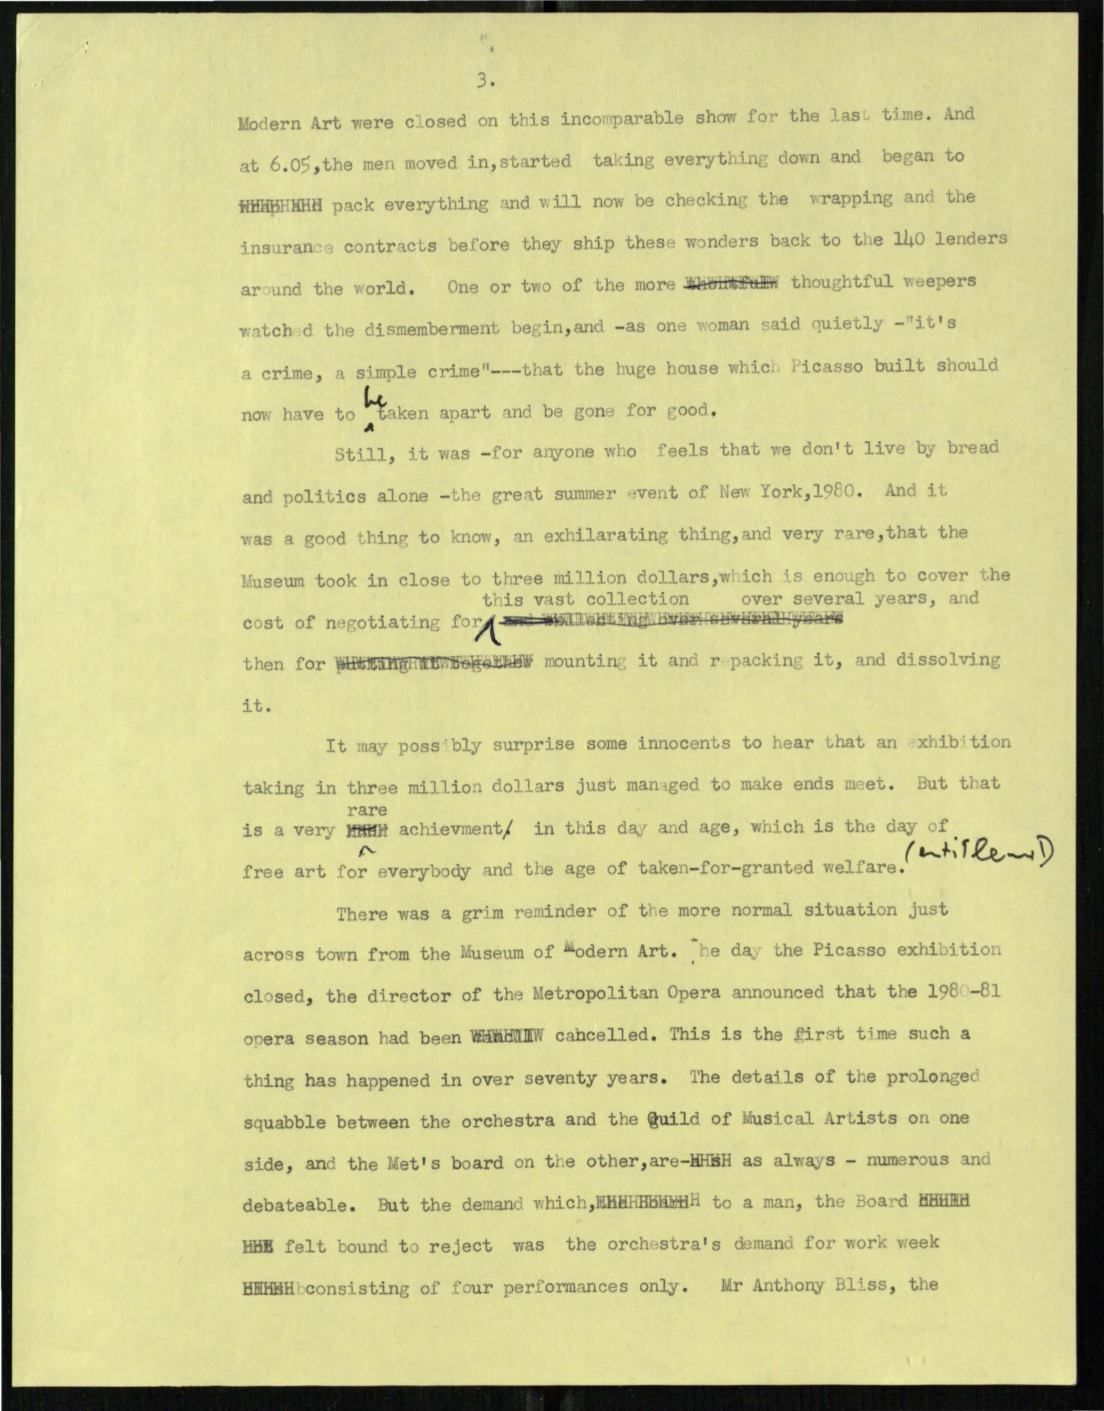 3.
Modern Art were closed on this incomparable show for the last time. And
at 6.05,the men moved in,started taking everything down and began to
pack everything and will now be checking the wrapping and the
insurance contracts before they ship these wonders back to the 140 lenders
around the world. One or two of the more thoughtful weepers
watched the dismemberment begin,and -as one woman said quietly -"it's
a crime, a simple crime"---that the huge house which Picasso built should
now have to be taken apart and be gone for good.
Still, it was -for anyone who feels that we don't live by bread
and politics alone -the great summer event of New York,1980. And it
was a good thing to know, an exhilarating thing,and very rare,that the
Museum took in close to three million dollars,which is enough to cover the
this vast collection over several years, and
cost of negotiating for
then for mounting it and repacking it, and dissolving
it.
It may possibly surprise some innocents to hear that an exhibition
taking in three million dollars just managed to make ends meet. But that
rare
is a very achievment/ in this day and age, which is the day of
free art for everybody and the age of taken-for-granted welfare. (entitlement)
There was a grim reminder of the more normal situation just
across town from the Museum of Modern Art. The day the Picasso exhibition
closed, the director of the Metropolitan Opera announced that the 1980-81
opera season had been cahcelled. This is the first time such a
thing has happened in over seventy years. The details of the prolonged
squabble between the orchestra and the Guild of Musical Artists on one
side, and the Met's board on the other,are- as always - numerous and
debateable. But the demand which, to a man, the Board
felt bound to reject was the orchestra's demand for work week
consisting of four performances only. Mr Anthony Bliss, the